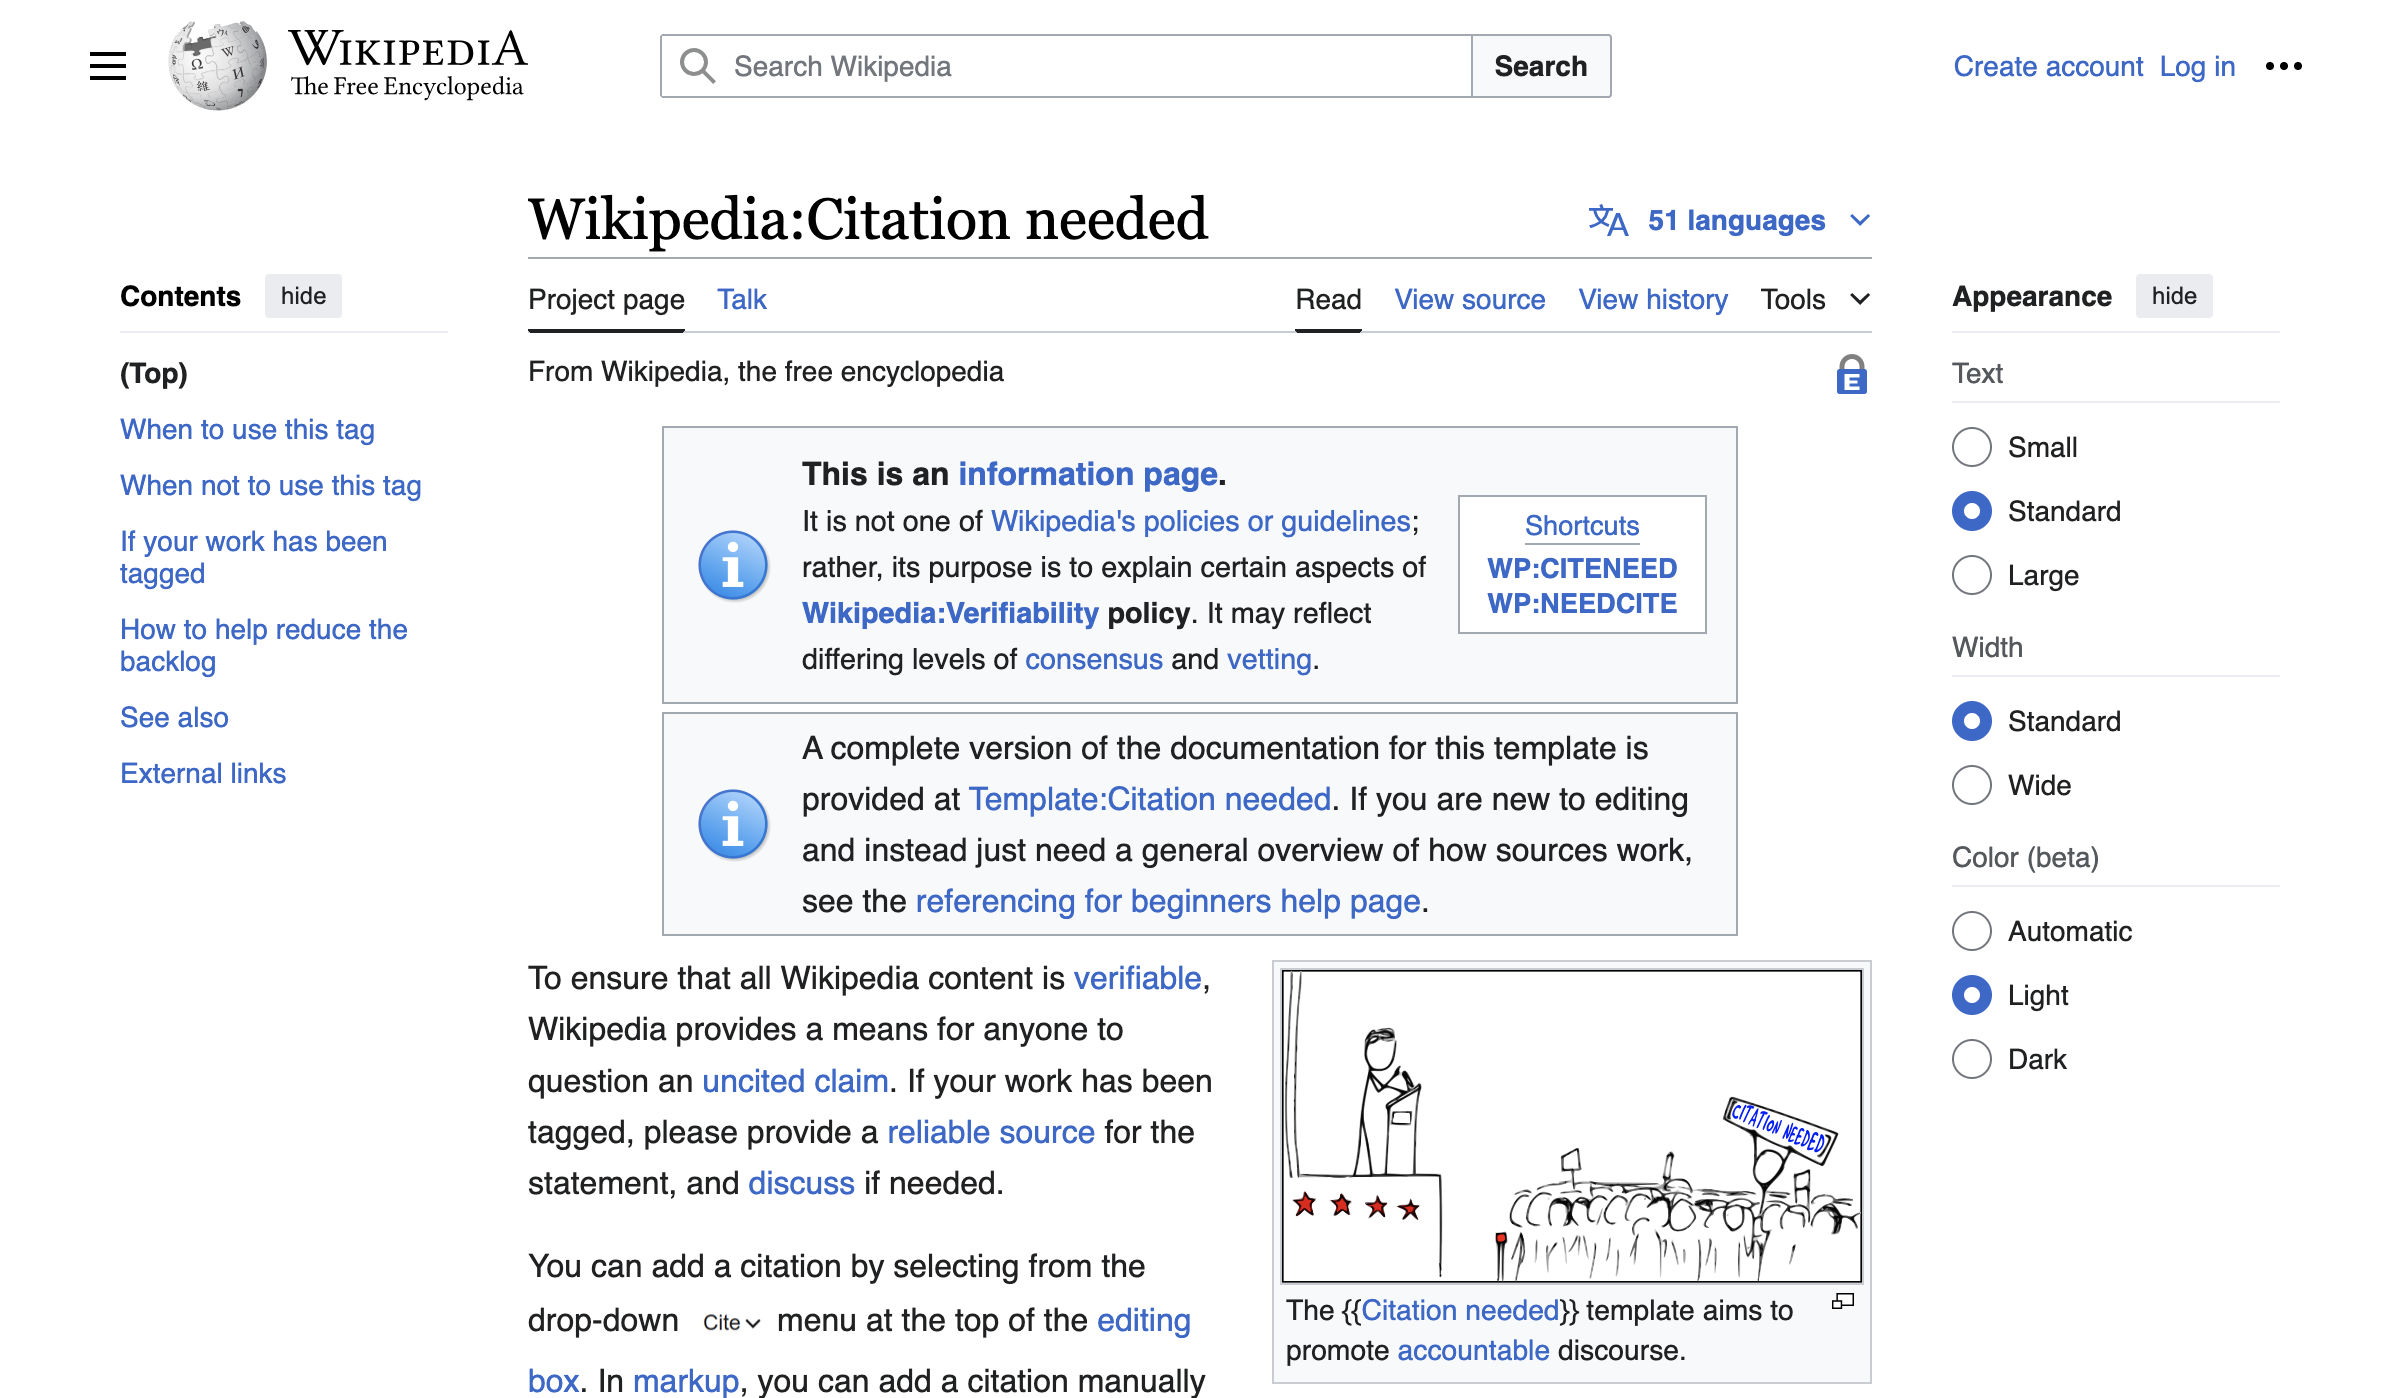 WIKIPEDIA
The Free Encyclopedia
Search Wikipedia
Search
Create account Log in
Wikipedia:Citation needed
51 languages
Contents hide
(Top)
When to use this tag
When not to use this tag
If your work has been
tagged
How to help reduce the
backlog
See also
External links
Project page Talk
Read View source View history Tools
From Wikipedia, the free encyclopedia
E
This is an information page.
It is not one of Wikipedia's policies or guidelines;
rather, its purpose is to explain certain aspects of
Wikipedia:Verifiability policy. It may reflect
differing levels of consensus and vetting.
Shortcuts
WP:CITENEED
WP:NEEDCITE
A complete version of the documentation for this template is
provided at Template:Citation needed. If you are new to editing
and instead just need a general overview of how sources work,
see the referencing for beginners help page.
To ensure that all Wikipedia content is verifiable,
Wikipedia provides a means for anyone to
question an uncited claim. If your work has been
tagged, please provide a reliable source for the
statement, and discuss if needed.
You can add a citation by selecting from the
drop-down Cite menu at the top of the editing
box. In markup, you can add a citation manually
[CITATION NEEDED]
The {{Citation needed}} template aims to
promote accountable discourse.
Appearance hide
Text
Small
Standard
Large
Width
Standard
Wide
Color (beta)
Automatic
Light
Dark